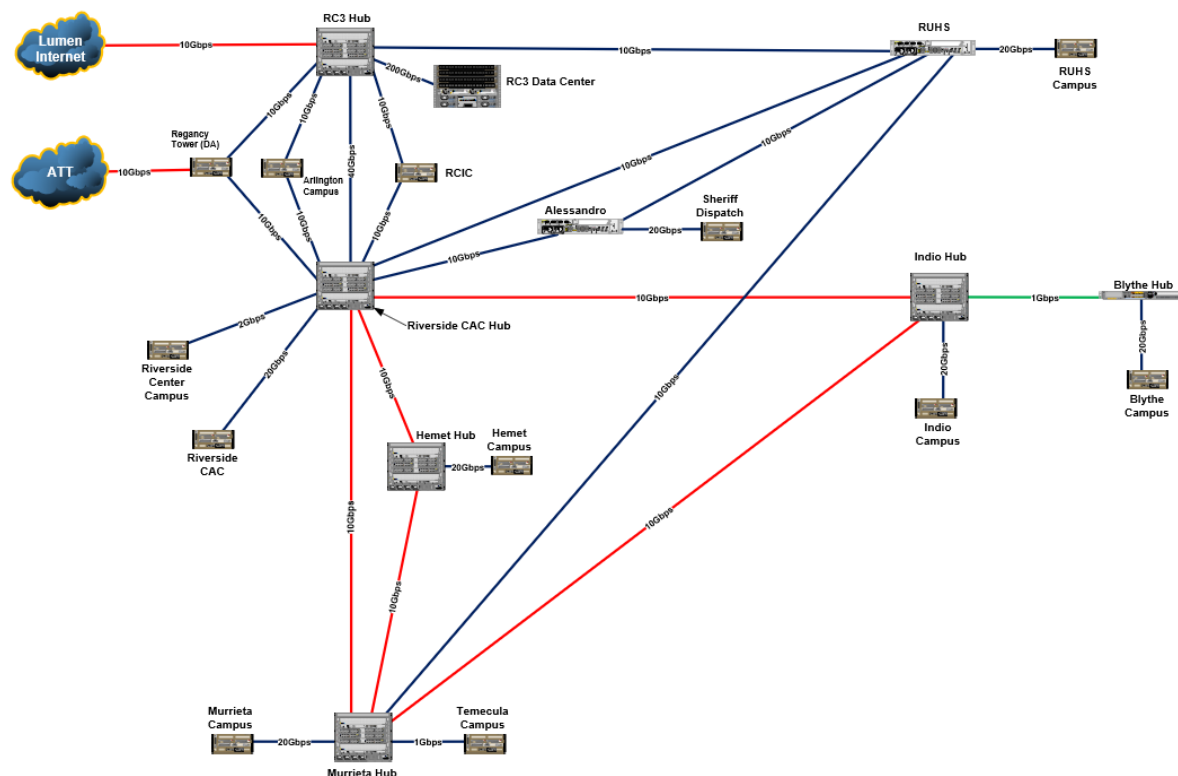 RC3 Hub
RUHS
Lumen
Internet
10Gbps
10Gbps
20Gbps
RUHS
Campus
200Gbps
RC3 Data Center
10Gbps
10Gbps
40Gbps
10Gbps
Regancy
Tower (DA)
ATT
10Gbps
Arlington
Campus
RCIC
10Gbps
10Gbps
Sheriff
Dispatch
Alessandro
20Gbps
10Gbps
10Gbps
10Gbps
10Gbps
Indio Hub
Blythe Hub
10Gbps
1Gbps
Riverside CAC Hub
2Gbps
Riverside
Center
Campus
20Gbps
10Gbps
20Gbps
20Gbps
10Gbps
Blythe
Campus
Indio
Campus
Riverside
CAC
Hemet Hub
Hemet
Campus
20Gbps
10Gbps
10Gbps
10Gbps
Murrieta
Campus
Temecula
Campus
20Gbps
1Gbps
Murrieta Hub